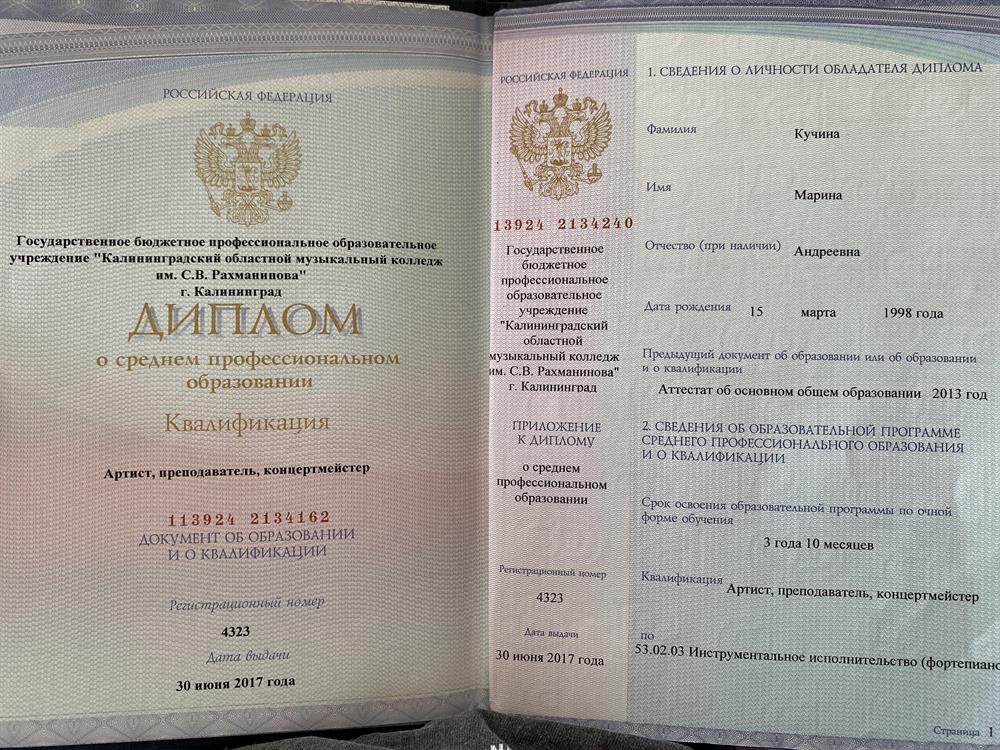 РОССИЙСКАЯ ФЕДЕРАЦИЯ
Государственное бюджетное профессиональное образовательное
учреждение "Калининградский областной музыкальный колледж
им. С.В. Рахманинова"
г. Калининград
ДИПЛОМ
о среднем профессиональном
образовании
Квалификация
Артист, преподаватель, концертмейстер
113924 2134162
ДОКУМЕНТ ОБ ОБРАЗОВАНИИ
И О КВАЛИФИКАЦИИ
Регистрационный номер
4323
Дата выдачи
30 июня 2017 года
РОССИЙСКАЯ ФЕДЕРАЦИЯ
13924 2134240
Государственное
бюджетное
профессиональное
образовательное
учреждение
"Калининградский
областной
музыкальный колледж
им. С.В. Рахманинова"
г. Калининград
ПРИЛОЖЕНИЕ
К ДИПЛОМУ
о среднем
профессиональном
образовании
Регистрационный номер
4323
Дата выдачи
30 июня 2017 года
1. СВЕДЕНИЯ О ЛИЧНОСТИ ОБЛАДАТЕЛЯ ДИПЛОМА
Фамилия Кучина
Имя Марина
Отчество (при наличии) Андреевна
Дата рождения 15 марта 1998 года
Предыдущий документ об образовании или об образовании
и о квалификации
Аттестат об основном общем образовании 2013 год
2. СВЕДЕНИЯ ОБ ОБРАЗОВАТЕЛЬНОЙ ПРОГРАММЕ
СРЕДНЕГО ПРОФЕССИОНАЛЬНОГО ОБРАЗОВАНИЯ
И О КВАЛИФИКАЦИИ
Срок освоения образовательной программы по очной
форме обучения
3 года 10 месяцев
Квалификация Артист, преподаватель, концертмейстер
по
53.02.03 Инструментальное исполнительство (фортепиано
Страница 1